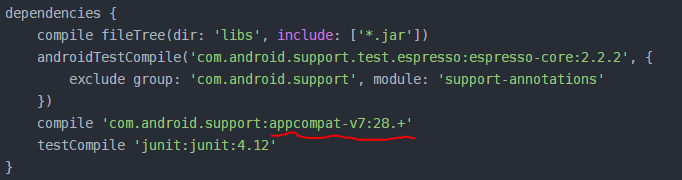 dependencies {
    compile fileTree(dir: 'libs', include: ['*.jar'])
    androidTestCompile('com.android.support.test.espresso:espresso-core:2.2.2', {
        exclude group: 'com.android.support', module: 'support-annotations'
    })
    compile 'com.android.support:appcompat-v7:28.+'
    testCompile 'junit:junit:4.12'
}